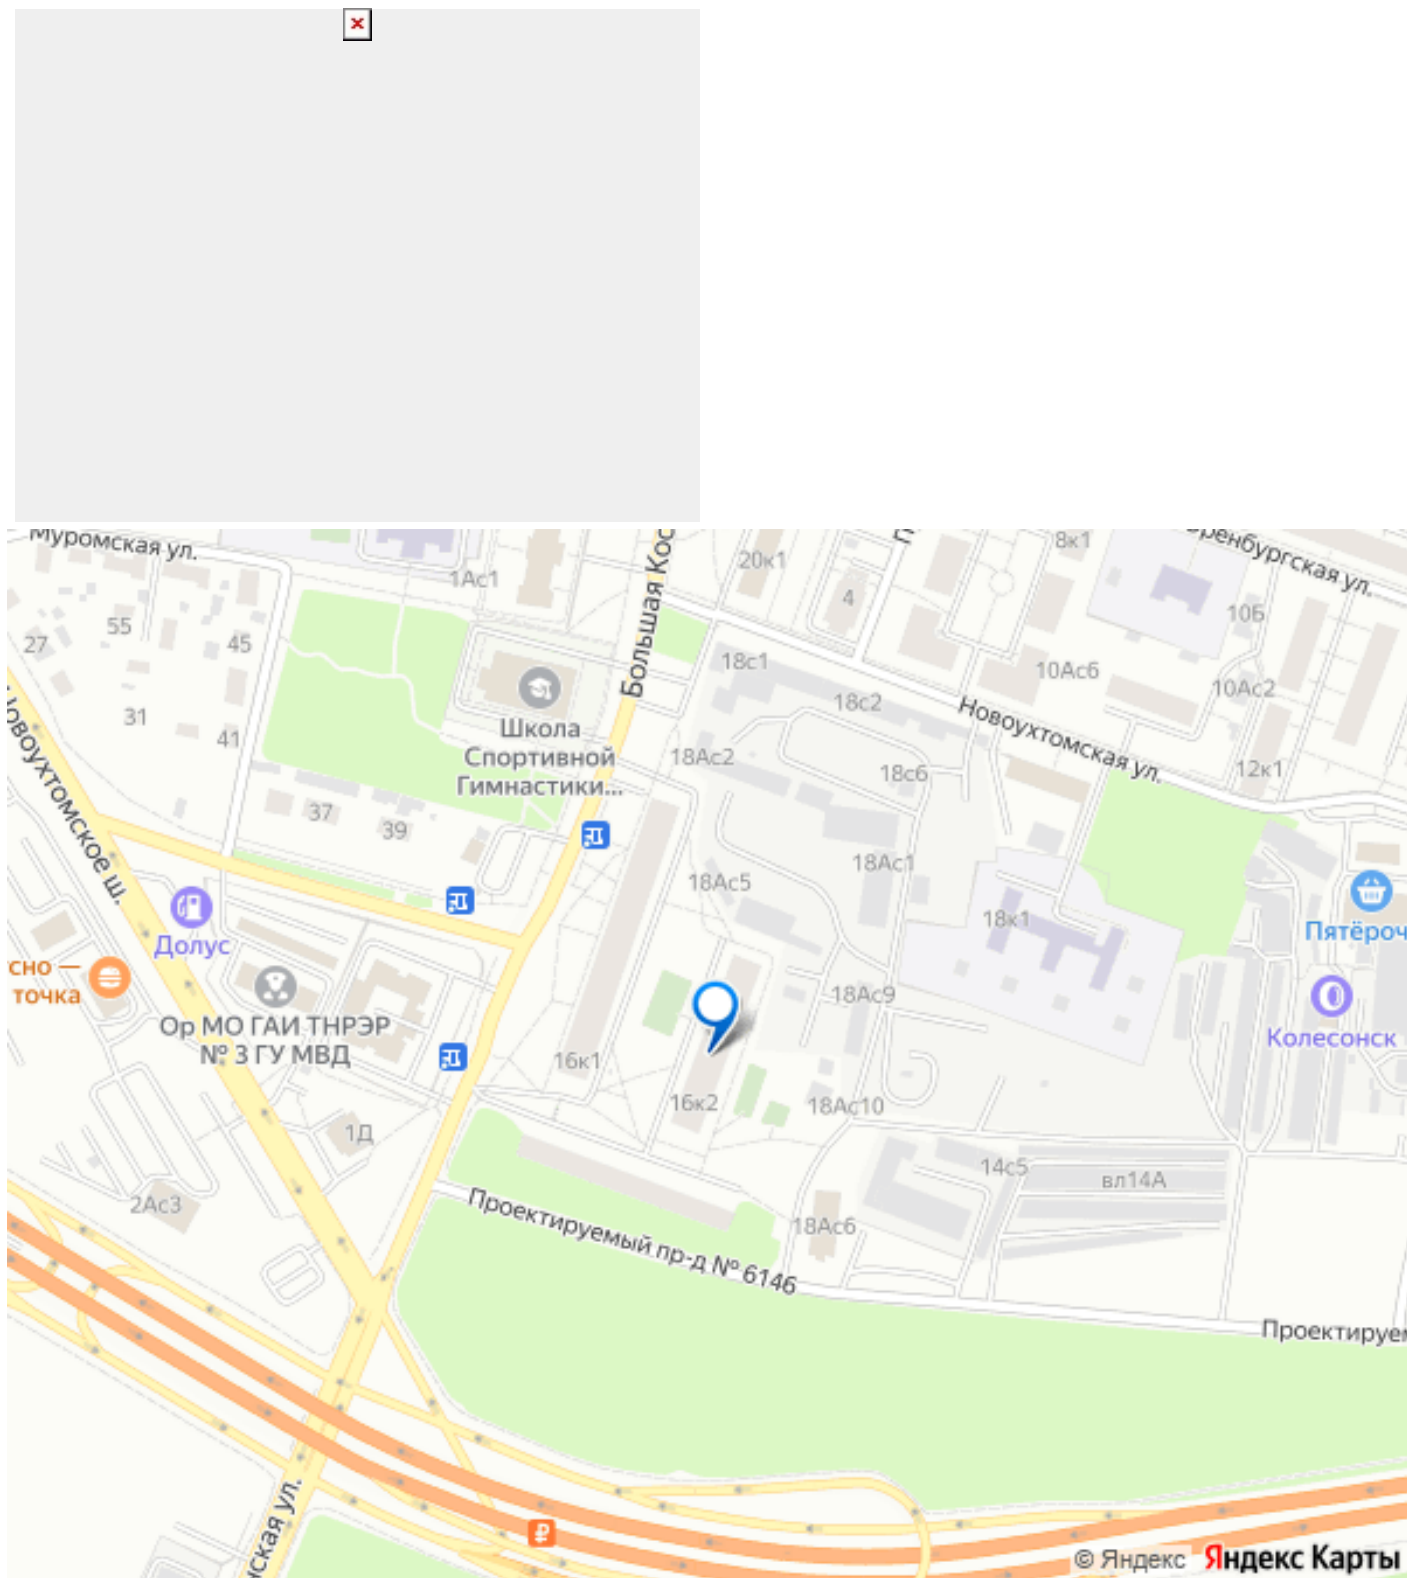 Муромская ул.
8к1
Оренбургская ул.
20к1
1Ас1
4
10Б
55
27
45
Большая Кос
18с1
10Ас6
10Ас2
18с2
31
41
Школа
Спортивной
Гимнастики...
Новоухтомская ул.
18Ас2
18с6
12к1
Новоухтомское ш.
37
39
18Ас1
18Ас5
18к1
Долус
Пятёроч
сно —
точка
18Ас9
Ор МО ГАИ ТНРЭР
№ 3 ГУ МВД
Колесонск
16к1
16к2
18Ас10
1Д
14с5
вл14А
2Ас3
18Ас6
Проектируемый пр-д № 6146
Проектируем
нская ул.
© Яндекс Яндекс Карты